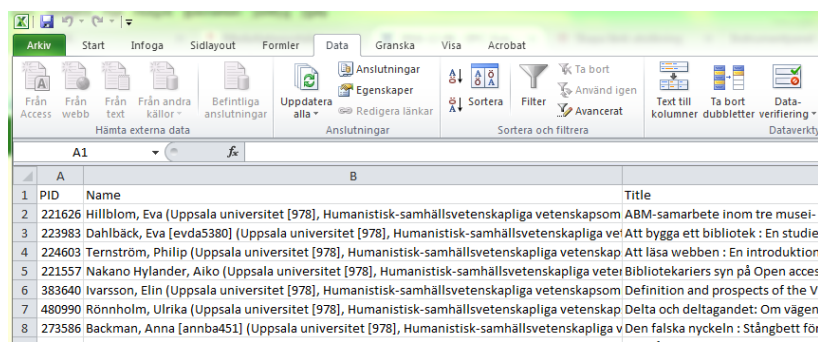 Arkiv Start Infoga Sidlayout Formler Data Granska Visa Acrobat
Från Access
Från webb
Från text
Från andra källor
Befintliga anslutningar
Hämta externa data
Uppdatera alla
Anslutningar
Egenskaper
Redigera länkar
Anslutningar
Sortera
Filter
Ta bort
Använd igen
Avancerat
Sortera och filtrera
Text till kolumner
Ta bort dubbletter
Data-verifiering
Dataverkty
A1 fx
A B
1 PID Name Title
2 221626 Hillblom, Eva (Uppsala universitet [978], Humanistisk-samhällsvetenskapliga vetenskapsom ABM-samarbete inom tre musei-
3 223983 Dahlbäck, Eva [evda5380] (Uppsala universitet [978], Humanistisk-samhällsvetenskapliga vet Att bygga ett bibliotek : En studie
4 224603 Ternström, Philip (Uppsala universitet [978], Humanistisk-samhällsvetenskapliga vetenskap Att läsa webben : En introduktion
5 221557 Nakano Hylander, Aiko (Uppsala universitet [978], Humanistisk-samhällsvetenskapliga veten Bibliotekariers syn på Open acces
6 383640 Ivarsson, Elin (Uppsala universitet [978], Humanistisk-samhällsvetenskapliga vetenskapsom Definition and prospects of the V
7 480990 Rönnholm, Ulrika (Uppsala universitet [978], Humanistisk-samhällsvetenskapliga vetenskap Delta och deltagandet: Om vägen
8 273586 Backman, Anna [annba451] (Uppsala universitet [978], Humanistisk-samhällsvetenskapliga v Den falska nyckeln : Stångbett för